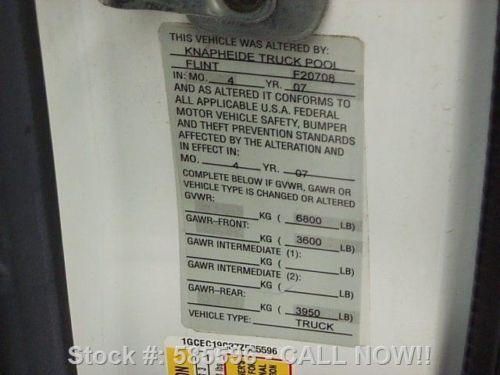 THIS VEHICLE WAS ALTERED BY:
KNAPHEIDE TRUCK POOL
FLINT F20708
IN: MO. 4 YR. 07
AND AS ALTERED IT CONFORMS TO
ALL APPLICABLE U.S.A. FEDERAL
MOTOR VEHICLE SAFETY, BUMPER
AND THEFT PREVENTION STANDARDS
AFFECTED BY THE ALTERATION AND
IN EFFECT IN:
MO. 4 YR. 07
COMPLETE BELOW IF GVWR, GAWR OR
VEHICLE TYPE IS CHANGED OR ALTERED
GVWR:
KG ( 6800 LB)
GAWR-FRONT:
KG ( 3600 LB)
GAWR INTERMEDIATE (1):
KG ( LB)
GAWR INTERMEDIATE (2):
KG ( LB)
GAWR-REAR:
KG ( 3950 LB)
VEHICLE TYPE: TRUCK
Stock #: 585596 - CALL NOW!!